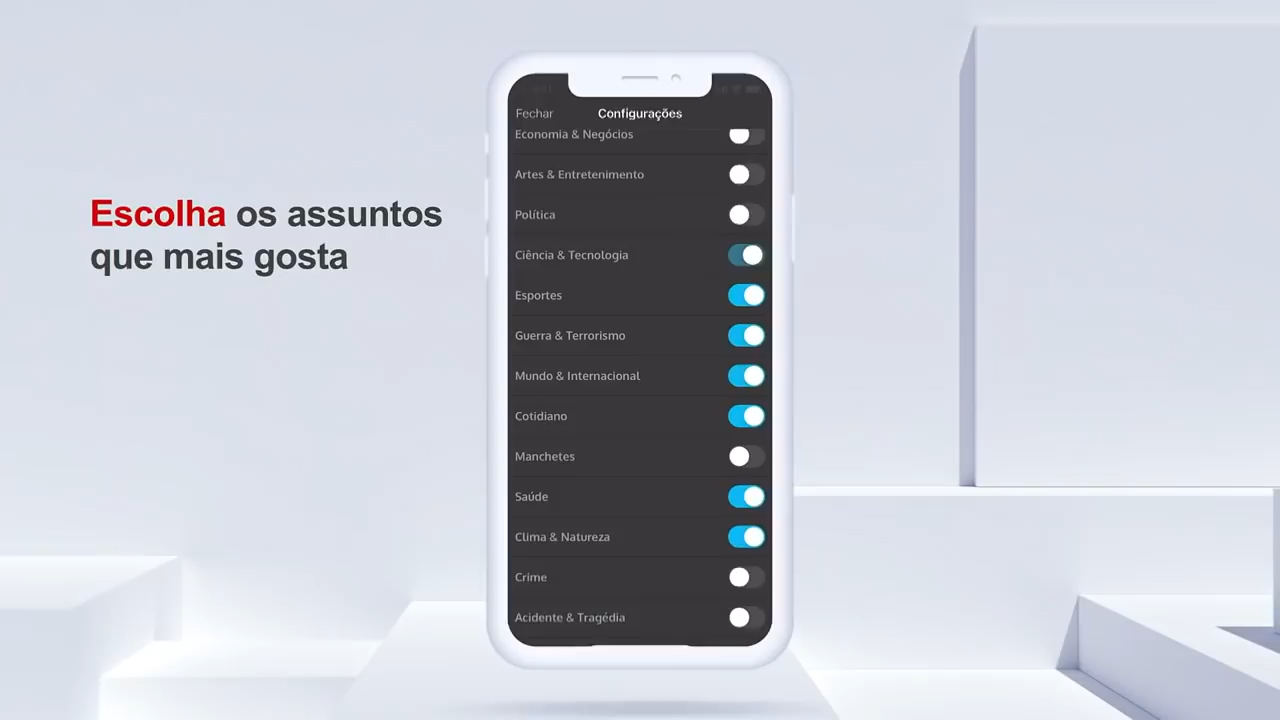 Escolha os assuntos
que mais gosta
Fechar
Configurações
Economia & Negócios
Artes & Entretenimento
Política
Ciência & Tecnologia
Esportes
Guerra & Terrorismo
Mundo & Internacional
Cotidiano
Manchetes
Saúde
Clima & Natureza
Crime
Acidente & Tragédia